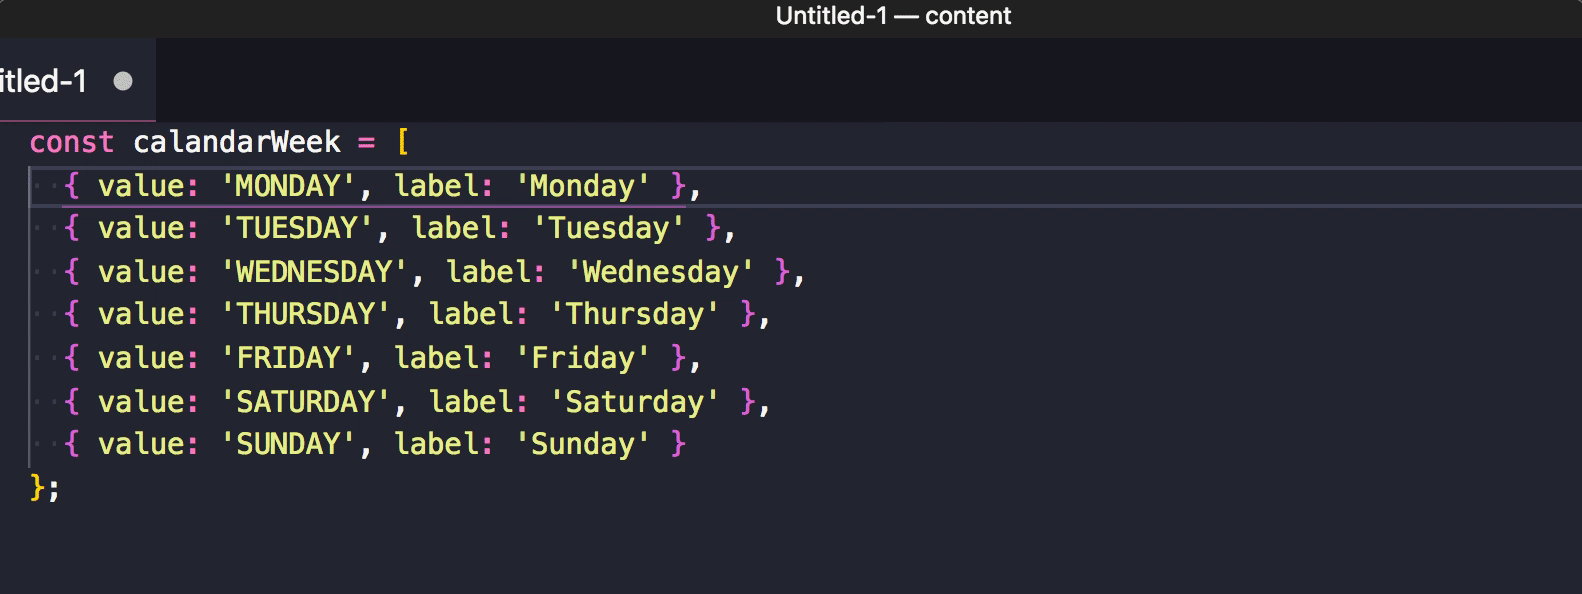 Untitled-1 — content
itled-1
const calandarWeek = [
{ value: 'MONDAY', label: 'Monday' },
{ value: 'TUESDAY', label: 'Tuesday' },
{ value: 'WEDNESDAY', label: 'Wednesday' },
{ value: 'THURSDAY', label: 'Thursday' },
{ value: 'FRIDAY', label: 'Friday' },
{ value: 'SATURDAY', label: 'Saturday' },
{ value: 'SUNDAY', label: 'Sunday' }
};